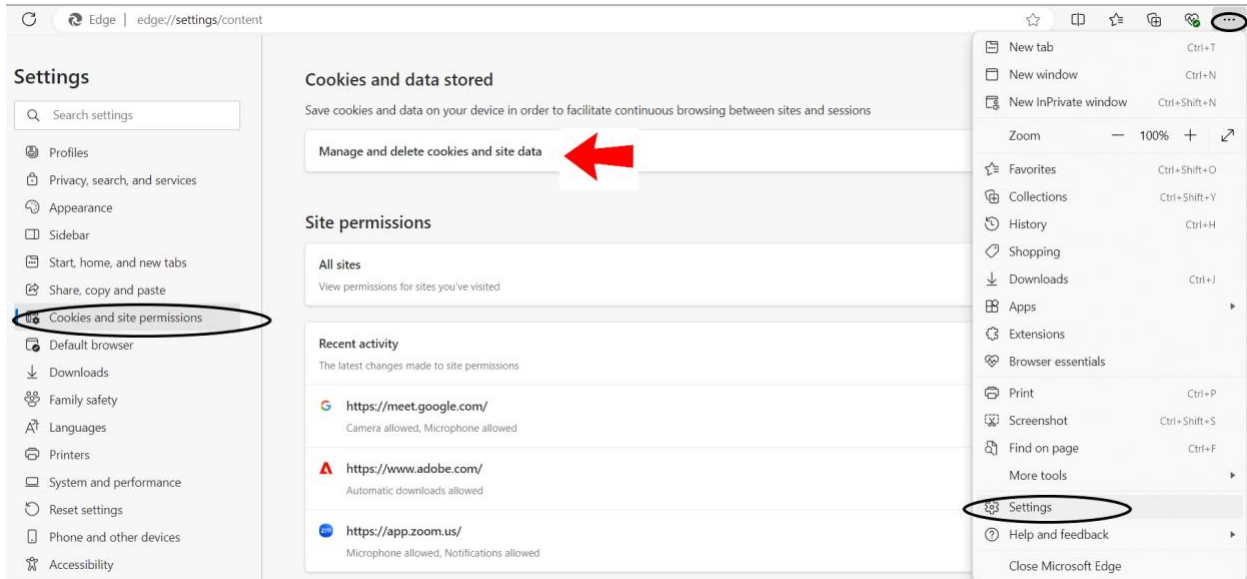 Edge | edge://settings/content
Settings
Search settings
Profiles
Privacy, search, and services
Appearance
Sidebar
Start, home, and new tabs
Share, copy and paste
Cookies and site permissions
Default browser
Downloads
Family safety
Languages
Printers
System and performance
Reset settings
Phone and other devices
Accessibility
Cookies and data stored
Save cookies and data on your device in order to facilitate continuous browsing between sites and sessions
Manage and delete cookies and site data
Site permissions
All sites
View permissions for sites you've visited
Recent activity
The latest changes made to site permissions
G https://meet.google.com/
Camera allowed, Microphone allowed
https://www.adobe.com/
Automatic downloads allowed
zm https://app.zoom.us/
Microphone allowed, Notifications allowed
New tab Ctrl+T
New window Ctrl+N
New InPrivate window Ctrl+Shift+N
Zoom — 100% +
Favorites Ctrl+Shift+O
Collections Ctrl+Shift+Y
History Ctrl+H
Shopping
Downloads Ctrl+J
Apps
Extensions
Browser essentials
Print Ctrl+P
Screenshot Ctrl+Shift+S
Find on page Ctrl+F
More tools
Settings
Help and feedback
Close Microsoft Edge